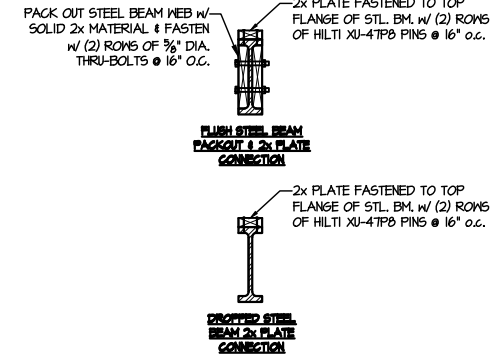 PACK OUT STEEL BEAM WEB W/
SOLID 2x MATERIAL & FASTEN
W/ (2) ROWS OF 5/8" DIA.
THRU-BOLTS @ 16" O.C.
2x PLATE FASTENED TO TOP
FLANGE OF STL. BM. W/ (2) ROWS
OF HILTI XU-47P8 PINS @ 16" o.c.
FLUSH STEEL BEAM
PACKOUT & 2x PLATE
CONNECTION
2x PLATE FASTENED TO TOP
FLANGE OF STL. BM. W/ (2) ROWS
OF HILTI XU-47P8 PINS @ 16" o.c.
DROPPED STEEL
BEAM 2x PLATE
CONNECTION